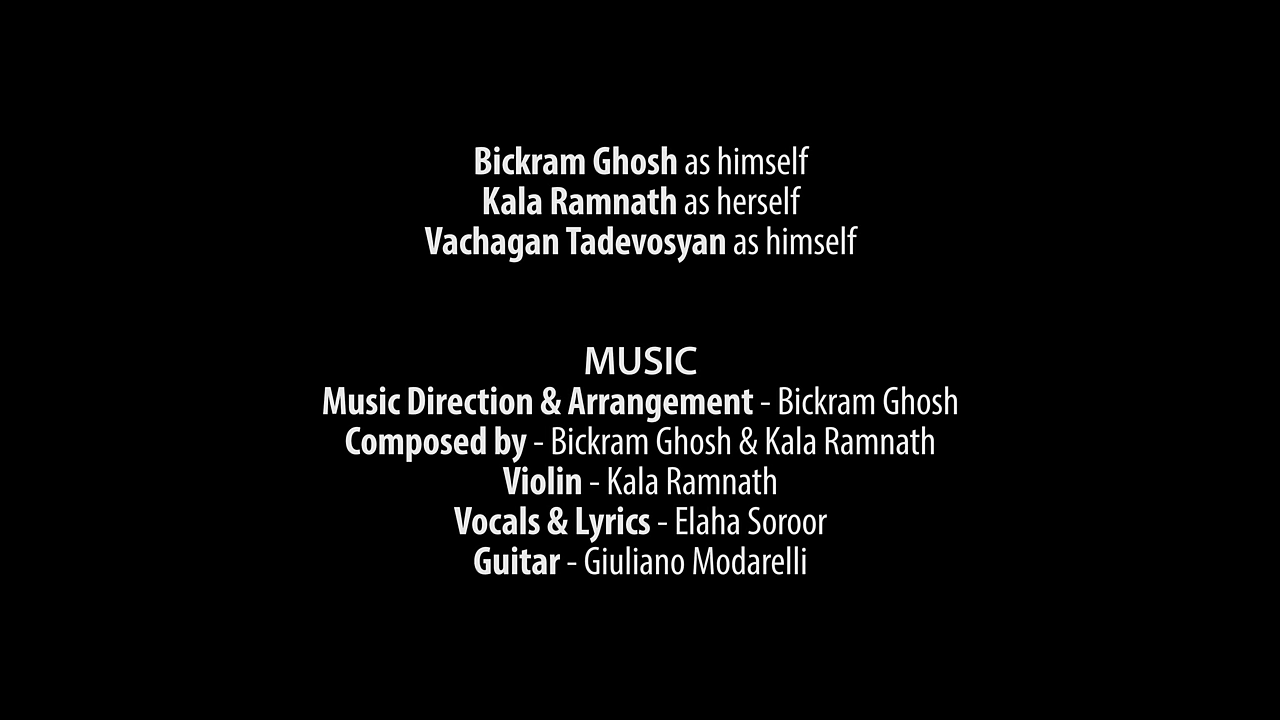 Bickram Ghosh as himself
Kala Ramnath as herself
Vachagan Tadevosyan as himself
MUSIC
Music Direction & Arrangement - Bickram Ghosh
Composed by - Bickram Ghosh & Kala Ramnath
Violin - Kala Ramnath
Vocals & Lyrics - Elaha Soroor
Guitar - Giuliano Modarelli